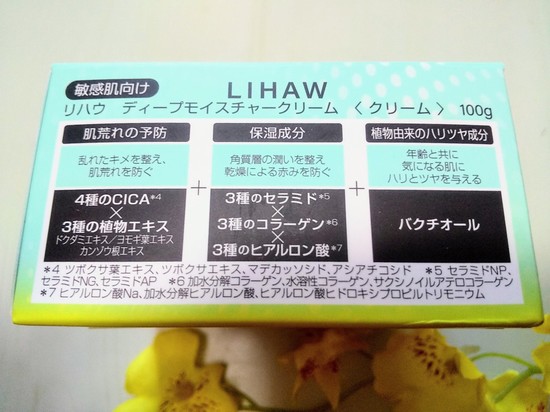 敏感肌向け
LIHAW
リハウ ディープモイスチャークリーム 〈クリーム〉 100g
肌荒れの予防
乱れたキメを整え、
肌荒れを防ぐ
4種のCICA*4
×
3種の植物エキス
ドクダミエキス/ヨモギ葉エキス
カンゾウ根エキス
+
保湿成分
角質層の潤いを整え
乾燥による赤みを防ぐ
3種のセラミド*5
×
3種のコラーゲン*6
×
3種のヒアルロン酸*7
+
植物由来のハリツヤ成分
年齢と共に
気になる肌に
ハリとツヤを与える
バクチオール
*4 ツボクサ葉エキス、ツボクサエキス、マデカッソシド、アシアチコシド *5 セラミドNP、
セラミドNG、セラミドAP *6 加水分解コラーゲン、水溶性コラーゲン、サクシノイルアテロコラーゲン
*7 ヒアルロン酸Na、加水分解ヒアルロン酸、ヒアルロン酸ヒドロキシプロピルトリモニウム